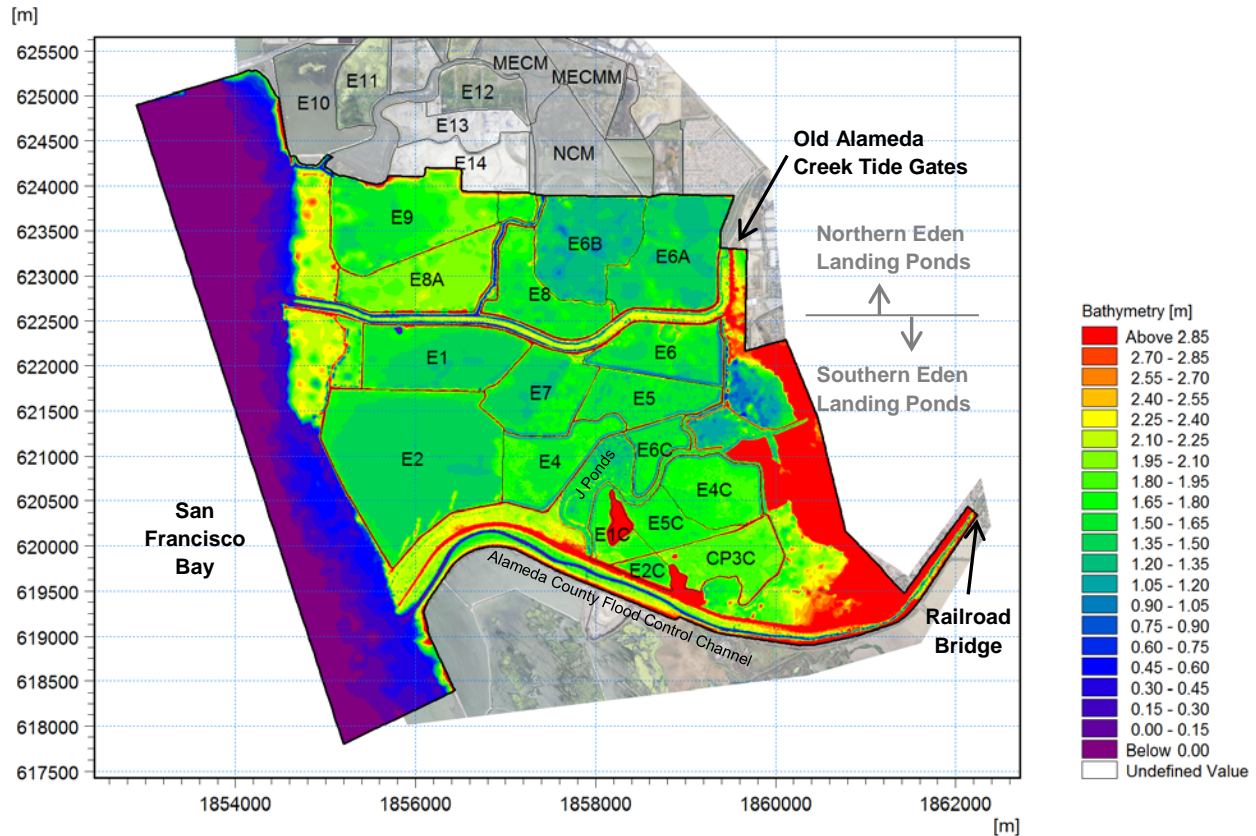 [m]
625500
625000
624500
624000
623500
623000
622500
622000
621500
621000
620500
620000
619500
619000
618500
618000
617500
1854000
1856000
1858000
1860000
1862000
[m]
E10
E11
MECM
MECMM
E12
E13
E14
NCM
E9
E8A
E8
E6B
E6A
E1
E7
E6
E5
E2
E4
J Ponds
E6C
E4C
E5C
E1C
E2C
CP3C
Alameda County Flood Control Channel
San
Francisco
Bay
Old Alameda
Creek Tide Gates
Northern Eden
Landing Ponds
Southern Eden
Landing Ponds
Railroad
Bridge
Bathymetry [m]
Above 2.85
2.70 - 2.85
2.55 - 2.70
2.40 - 2.55
2.25 - 2.40
2.10 - 2.25
1.95 - 2.10
1.80 - 1.95
1.65 - 1.80
1.50 - 1.65
1.35 - 1.50
1.20 - 1.35
1.05 - 1.20
0.90 - 1.05
0.75 - 0.90
0.60 - 0.75
0.45 - 0.60
0.30 - 0.45
0.15 - 0.30
0.00 - 0.15
Below 0.00
Undefined Value